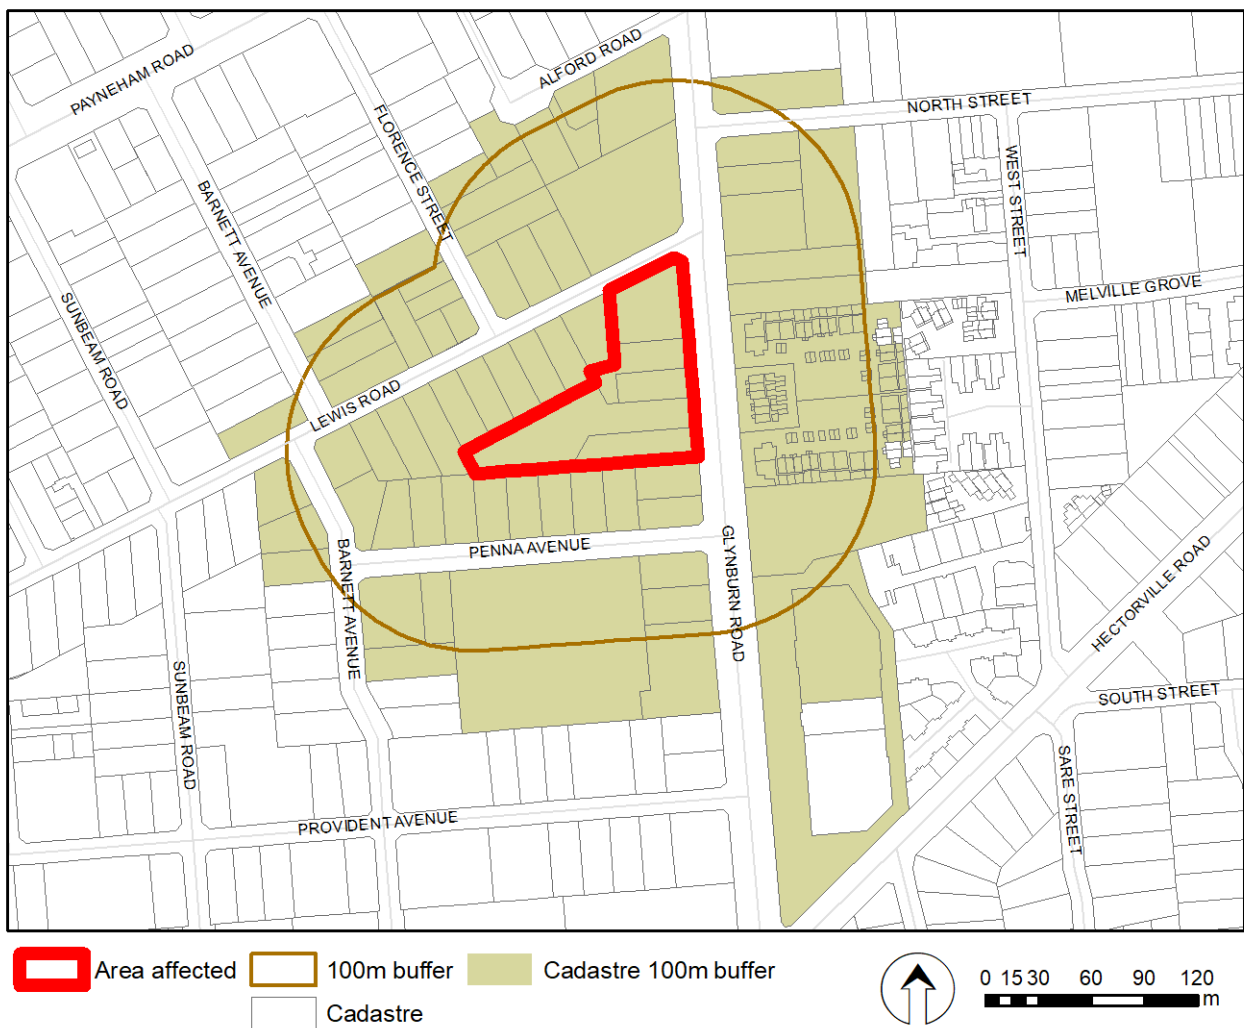 PAYNEHAM ROAD
ALFORD ROAD
NORTH STREET
FLORENCE STREET
WEST STREET
BARNETT AVENUE
SUNBEAM ROAD
MELVILLE GROVE
LEWIS ROAD
PENNA AVENUE
GLYNBURN ROAD
BARNETT AVENUE
HECTORVILLE ROAD
SUNBEAM ROAD
SOUTH STREET
SARE STREET
PROVIDENT AVENUE
Area affected
100m buffer
Cadastre 100m buffer
Cadastre
0 15 30 60 90 120
m